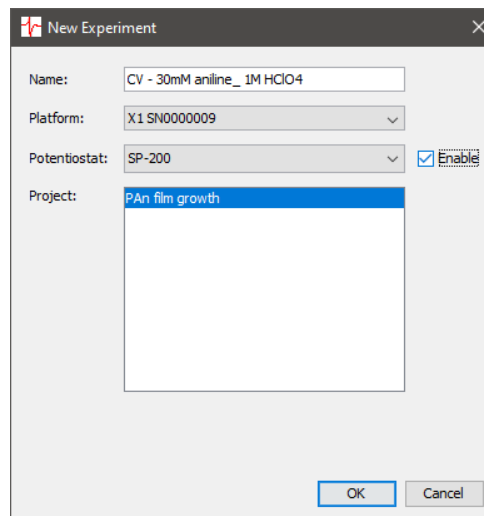 New Experiment
Name: CV - 30mM aniline_ 1M HClO4
Platform: X1 SN0000009
Potentiostat: SP-200 Enable
Project: PAn film growth
OK Cancel